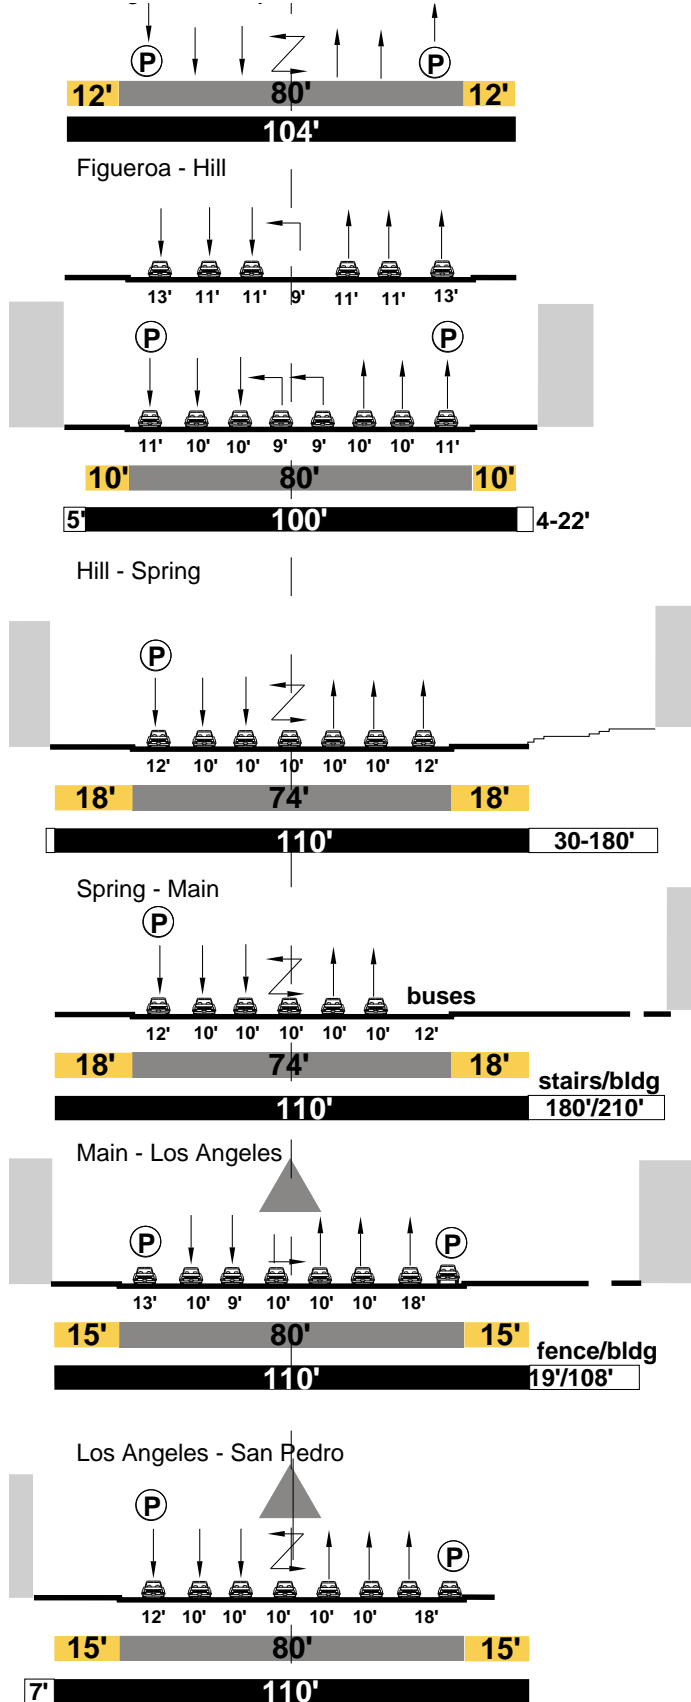 P P
12' 80' 12'
104'
Figueroa - Hill
13' 11' 11' 9' 11' 11' 13'
P P
11' 10' 10' 9' 9' 10' 10' 11'
10' 80' 10'
5' 100' 4-22'
Hill - Spring
P
12' 10' 10' 10' 10' 10' 12'
18' 74' 18'
110' 30-180'
Spring - Main
P
buses
12' 10' 10' 10' 10' 10' 12'
18' 74' 18'
stairs/bldg
110' 180'/210'
Main - Los Angeles
P P
13' 10' 9' 10' 10' 10' 18'
15' 80' 15'
fence/bldg
110' 19'/108'
Los Angeles - San Pedro
P P
12' 10' 10' 10' 10' 10' 18'
15' 80' 15'
7' 110'